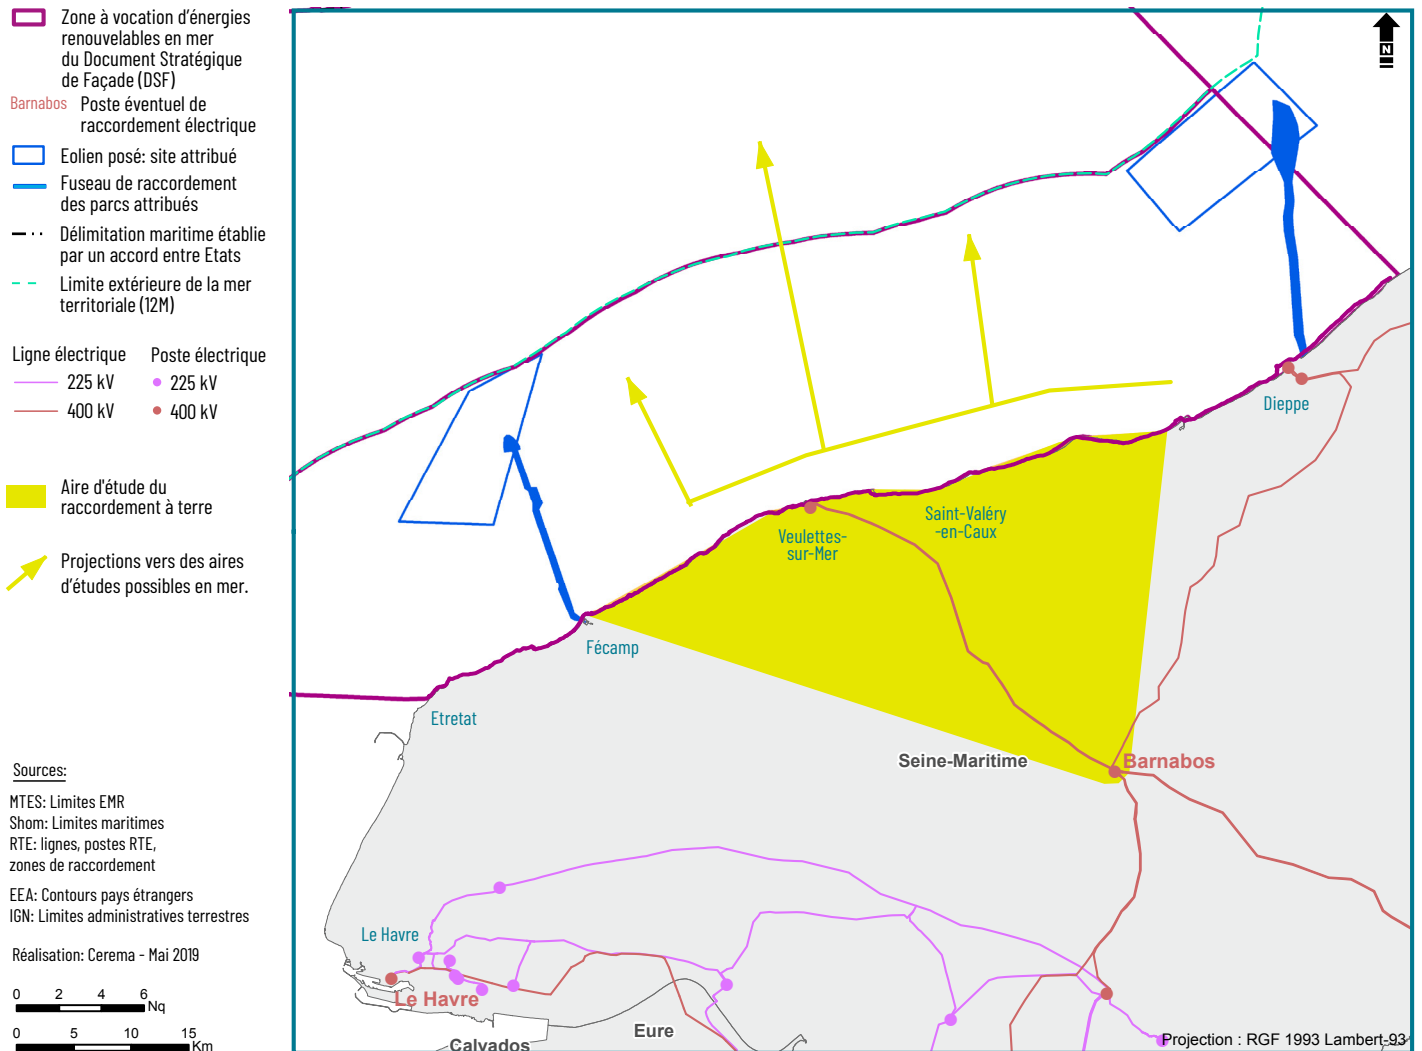 Zone à vocation d'énergies
renouvelables en mer
du Document Stratégique
de Façade (DSF)
Barnabos Poste éventuel de
raccordement électrique
Eolien posé: site attribué
Fuseau de raccordement
des parcs attribués
Délimitation maritime établie
par un accord entre Etats
Limite extérieure de la mer
territoriale (12M)
Ligne électrique Poste électrique
225 kV 225 kV
400 kV 400 kV
Aire d'étude du
raccordement à terre
Projections vers des aires
d'études possibles en mer.
Sources:
MTES: Limites EMR
Shom: Limites maritimes
RTE: lignes, postes RTE,
zones de raccordement
EEA: Contours pays étrangers
IGN: Limites administratives terrestres
Réalisation: Cerema - Mai 2019
0 2 4 6
Nq
0 5 10 15
Km
N
Dieppe
Saint-Valéry
-en-Caux
Veulettes-
sur-Mer
Fécamp
Etretat
Seine-Maritime
Barnabos
Le Havre
Le Havre
Eure
Calvados
Projection : RGF 1993 Lambert-93